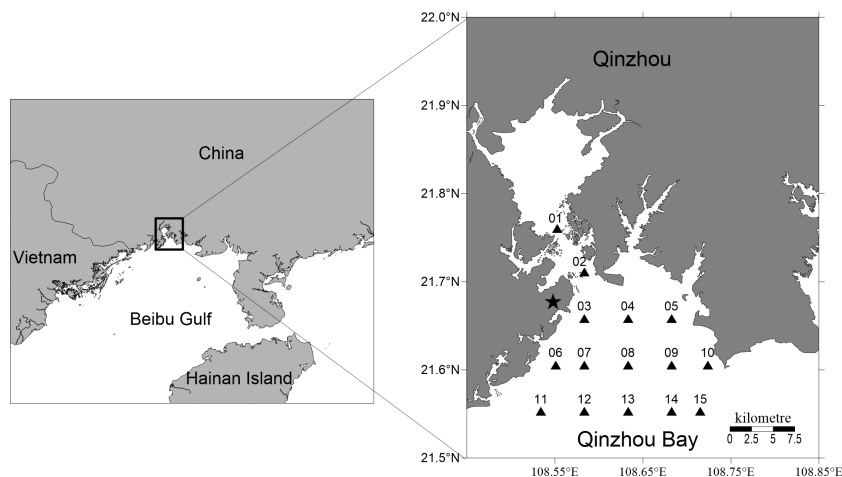 China
Vietnam
Beibu Gulf
Hainan Island
22.0°N
Qinzhou
21.9°N
21.8°N
01
21.7°N
02
03 04 05
21.6°N
06 07 08 09 10
11 12 13 14 15
kilometre
0 2.5 5 7.5
Qinzhou Bay
21.5°N
108.55°E 108.65°E 108.75°E 108.85°E